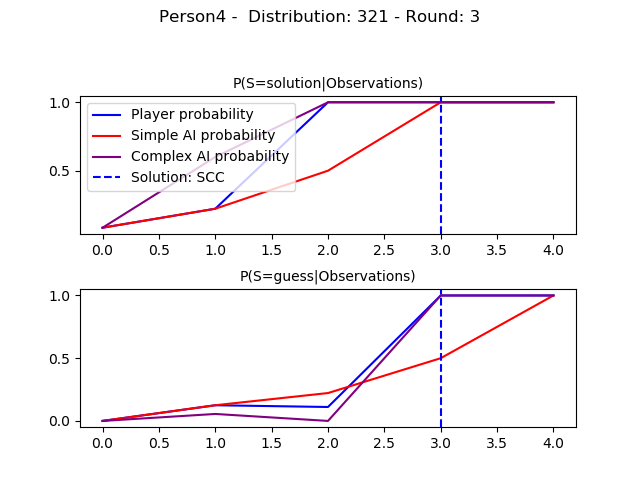 Person4 -  Distribution: 321 - Round: 3
P(S=solution|Observations)
1.0
0.5
Player probability
Simple AI probability
Complex AI probability
Solution: SCC
0.0 0.5 1.0 1.5 2.0 2.5 3.0 3.5 4.0
P(S=guess|Observations)
1.0
0.5
0.0
0.0 0.5 1.0 1.5 2.0 2.5 3.0 3.5 4.0